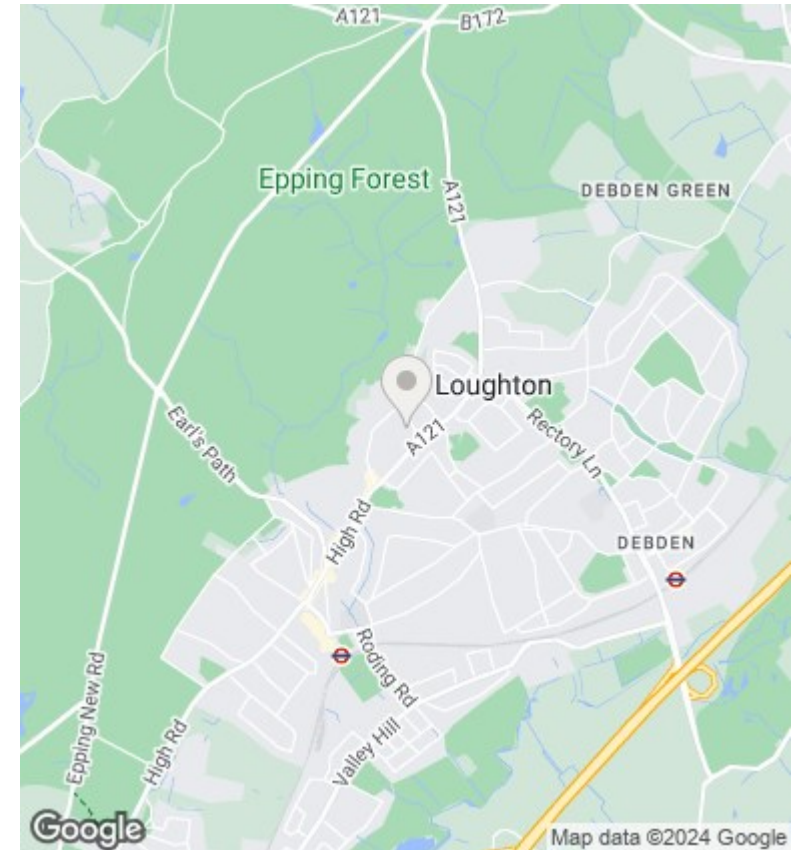 A121
B172
Epping Forest
A121
DEBDEN GREEN
Loughton
A121
Rectory Ln
Earl's Path
High Rd
DEBDEN
Roding Rd
Epping New Rd
High Rd
Valley Hill
Google
Map data ©2024 Google